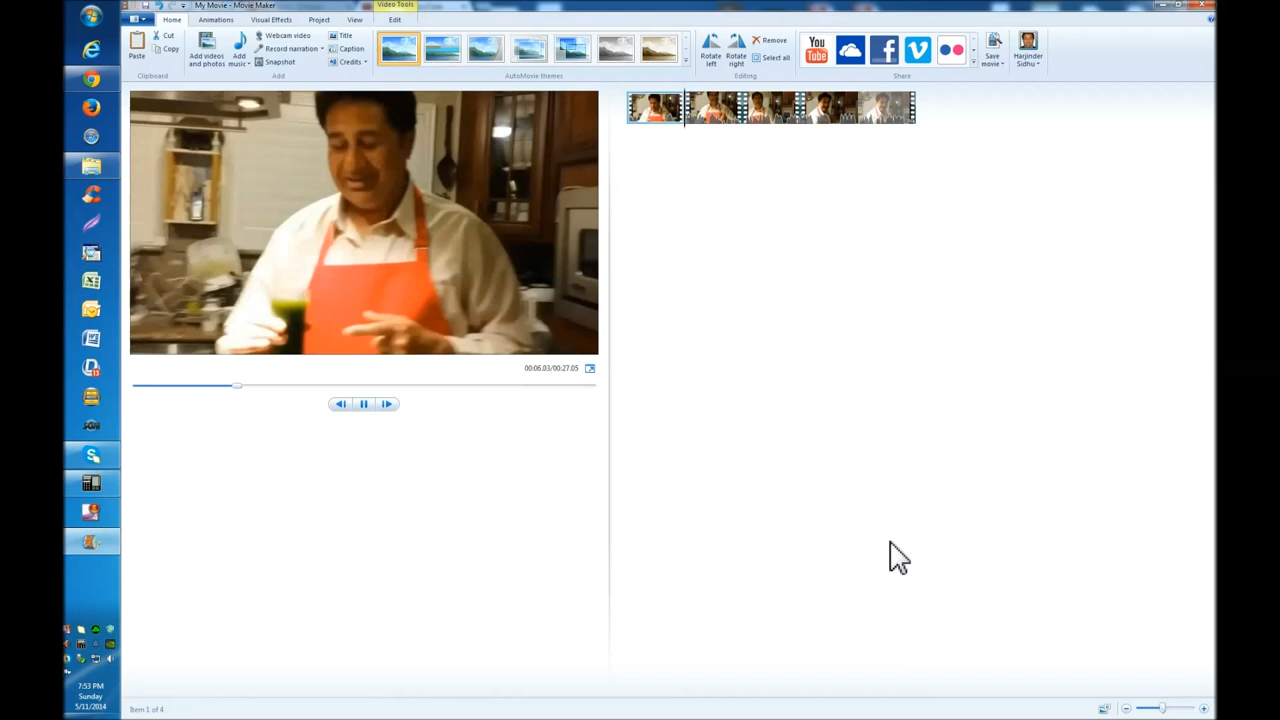 My Movie - Movie Maker
Video Tools
Home
Animations
Visual Effects
Project
View
Edit
Paste
Cut
Copy
Clipboard
Add videos
and photos
Add
music
Webcam video
Record narration
Snapshot
Title
Caption
Credits
Add
AutoMovie themes
Rotate
left
Rotate
right
Remove
Select all
Editing
You
Tube
Share
Save
movie
Harjinder
Sidhu
00:06.03/00:27.05
7:53 PM
Sunday
5/11/2014
Item 1 of 4